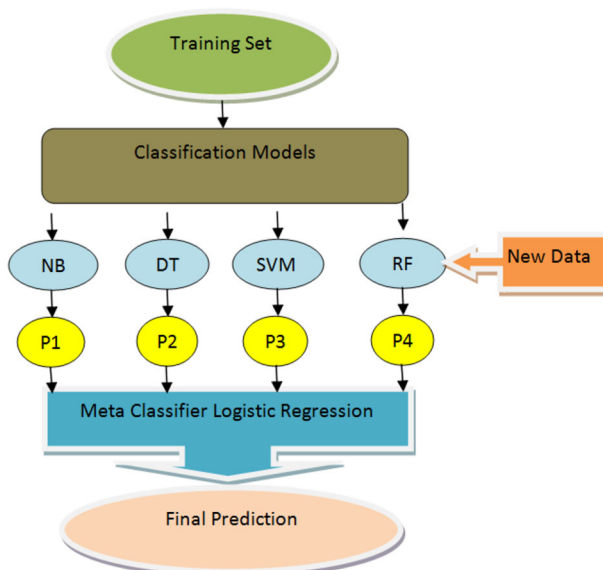 Training Set
Classification Models
NB
DT
SVM
RF
New Data
P1
P2
P3
P4
Meta Classifier Logistic Regression
Final Prediction